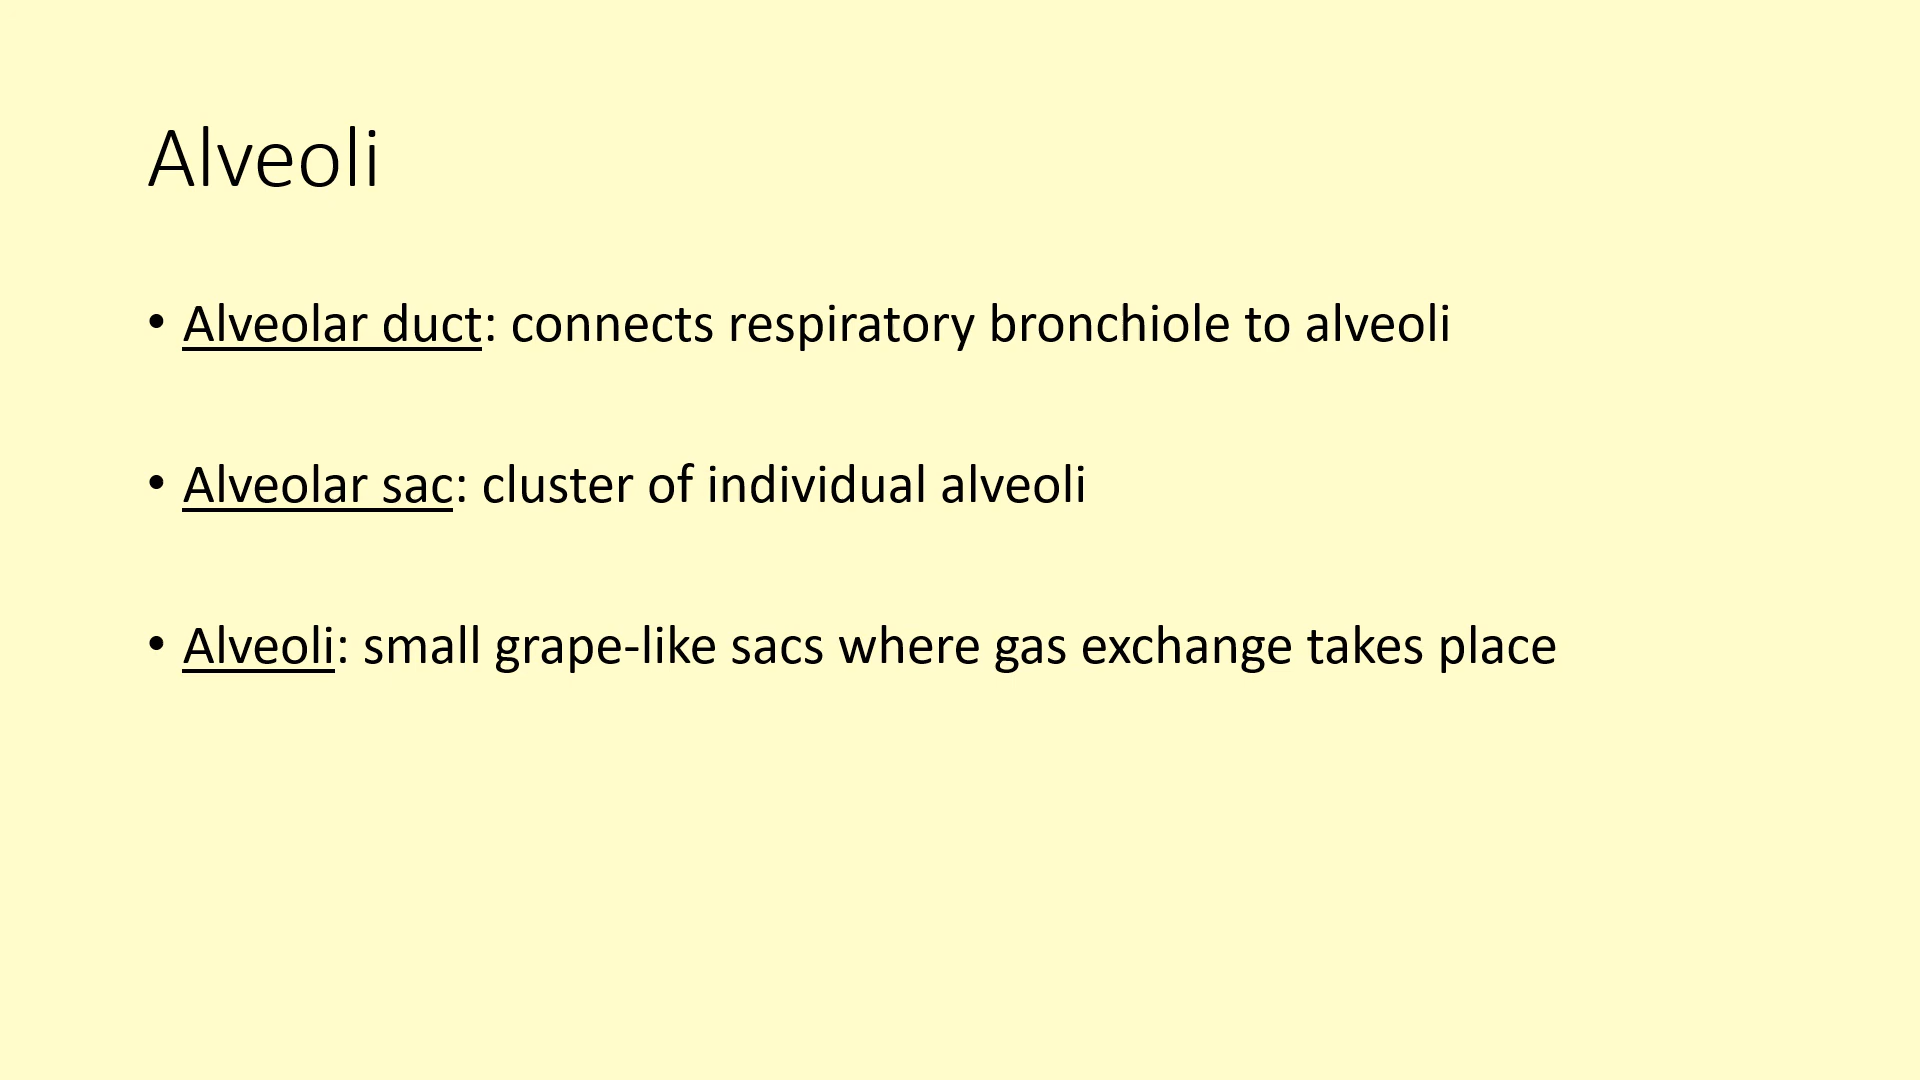 Alveoli
• Alveolar duct: connects respiratory bronchiole to alveoli
• Alveolar sac: cluster of individual alveoli
• Alveoli: small grape-like sacs where gas exchange takes place